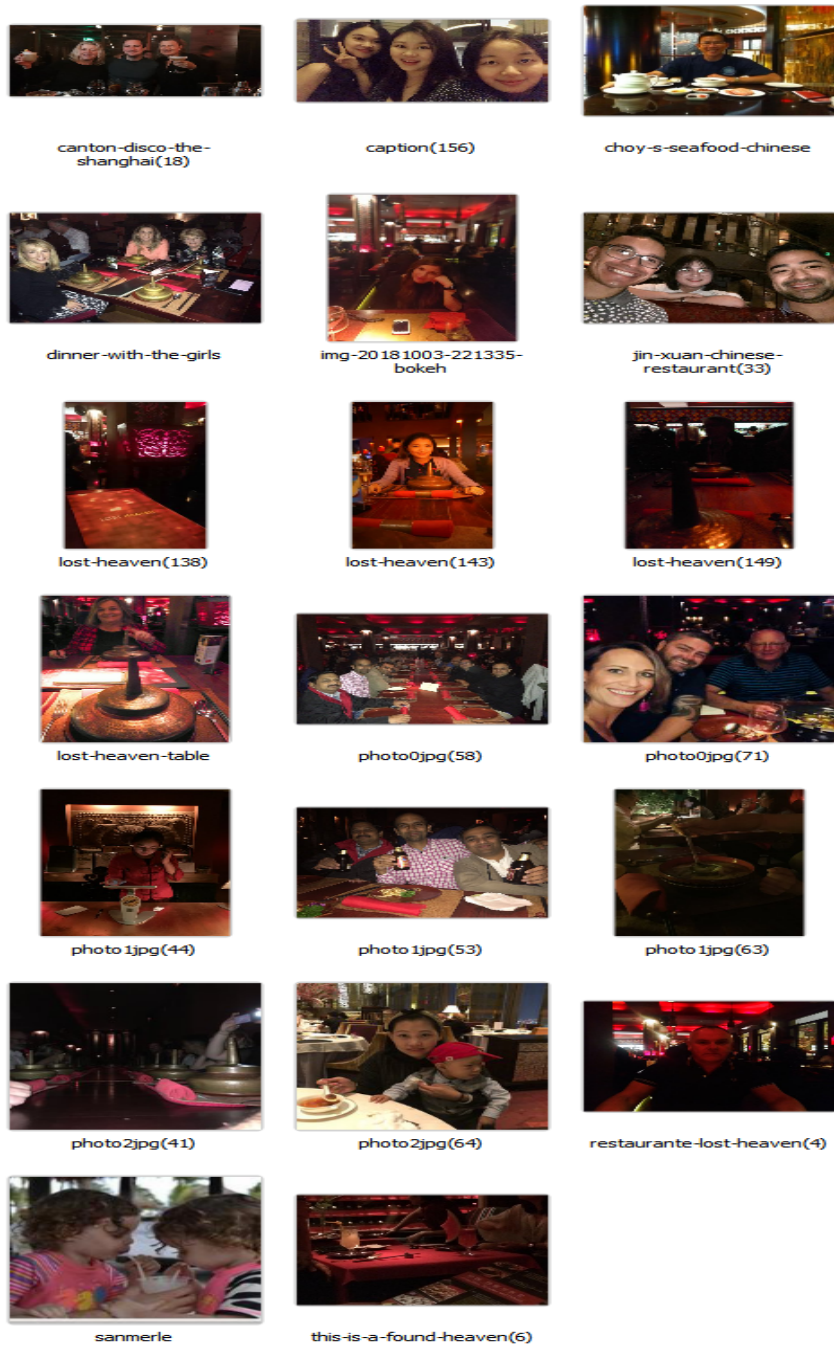 canton-disco-the-
shanghai(18)
caption(156)
choy-s-seafood-chinese
dinner-with-the-girls
img-20181003-221335-
bokeh
jin-xuan-chinese-
restaurant(33)
LOST HEAVEN
lost-heaven(138)
lost-heaven(143)
lost-heaven(149)
lost-heaven-table
photo0jpg(58)
photo0jpg(71)
photo1jpg(44)
photo1jpg(53)
photo1jpg(63)
photo2jpg(41)
photo2jpg(64)
restaurante-lost-heaven(4)
sanmerle
this-is-a-found-heaven(6)